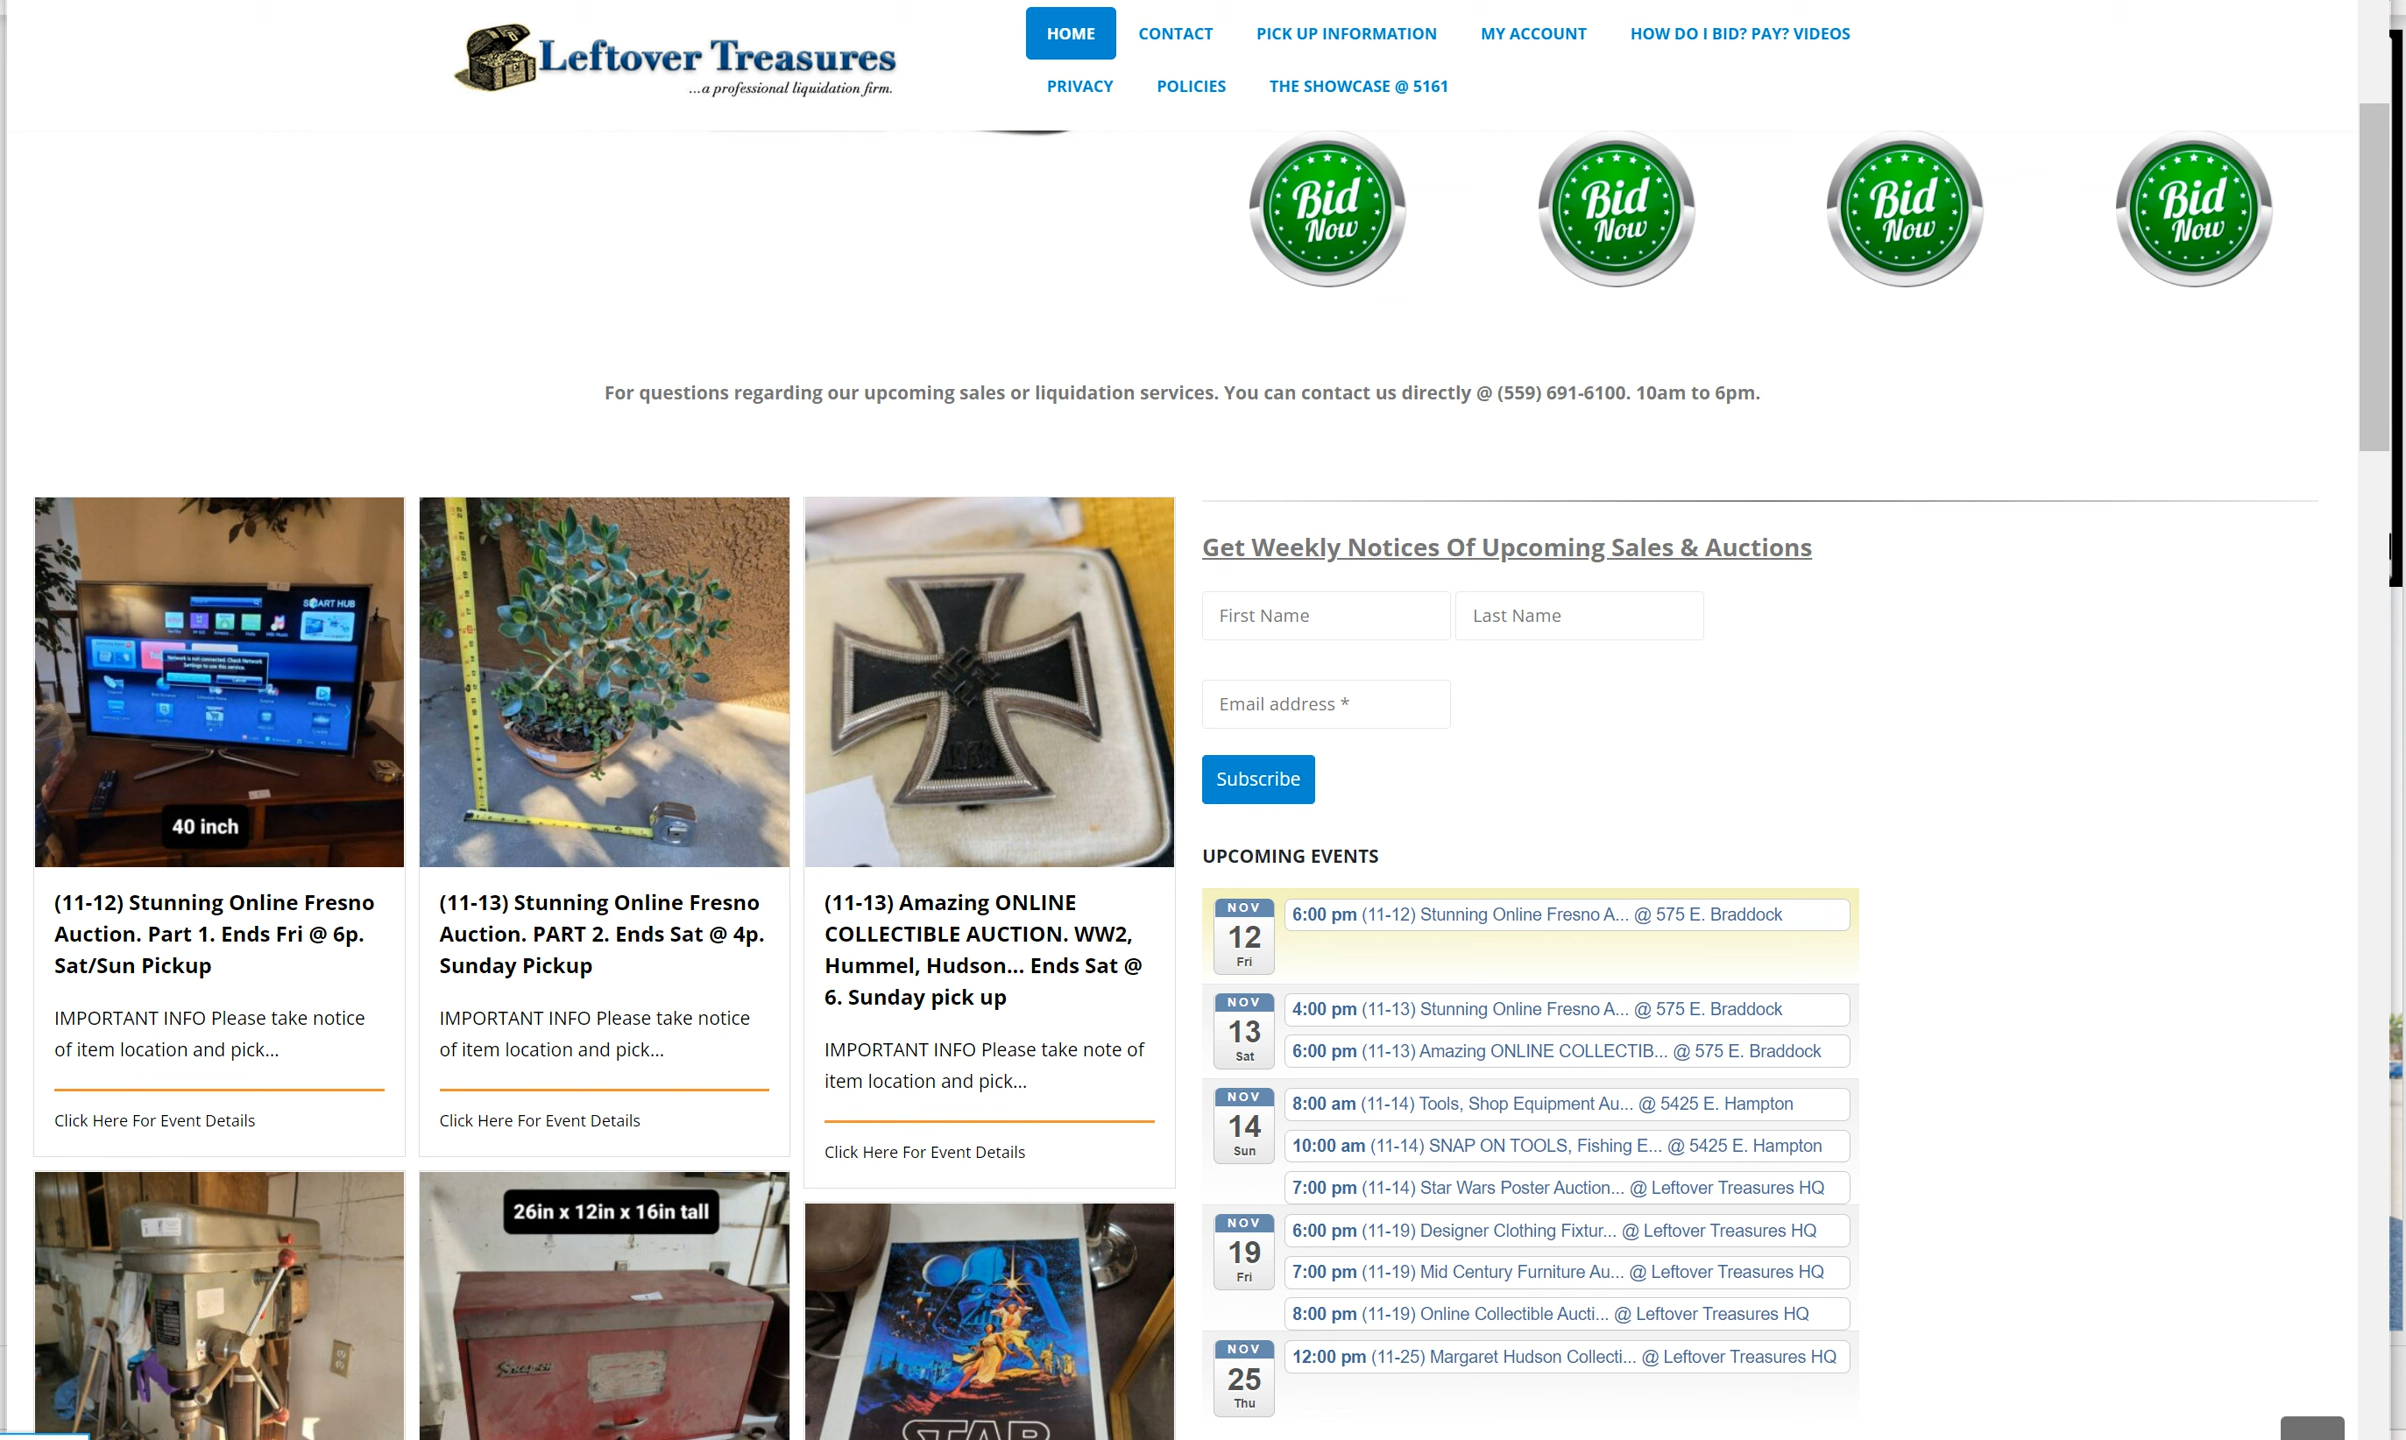 Leftover Treasures
...a professional liquidation firm.
HOME CONTACT PICK UP INFORMATION MY ACCOUNT HOW DO I BID? PAY? VIDEOS
PRIVACY POLICIES THE SHOWCASE @ 5161
Bid Now
Bid Now
Bid Now
Bid Now
For questions regarding our upcoming sales or liquidation services. You can contact us directly @ (559) 691-6100. 10am to 6pm.
SMART HUB
Network is not connected. Check Network
Settings to use this service.
40 inch
(11-12) Stunning Online Fresno
Auction. Part 1. Ends Fri @ 6p.
Sat/Sun Pickup
IMPORTANT INFO Please take notice
of item location and pick...
Click Here For Event Details
(11-13) Stunning Online Fresno
Auction. PART 2. Ends Sat @ 4p.
Sunday Pickup
IMPORTANT INFO Please take notice
of item location and pick...
Click Here For Event Details
(11-13) Amazing ONLINE
COLLECTIBLE AUCTION. WW2,
Hummel, Hudson... Ends Sat @
6. Sunday pick up
IMPORTANT INFO Please take note of
item location and pick...
Click Here For Event Details
26in x 12in x 16in tall
Snap-on
STAR
Get Weekly Notices Of Upcoming Sales & Auctions
First Name
Last Name
Email address *
Subscribe
UPCOMING EVENTS
NOV
12
Fri
6:00 pm (11-12) Stunning Online Fresno A... @ 575 E. Braddock
NOV
13
Sat
4:00 pm (11-13) Stunning Online Fresno A... @ 575 E. Braddock
6:00 pm (11-13) Amazing ONLINE COLLECTIB... @ 575 E. Braddock
NOV
14
Sun
8:00 am (11-14) Tools, Shop Equipment Au... @ 5425 E. Hampton
10:00 am (11-14) SNAP ON TOOLS, Fishing E... @ 5425 E. Hampton
7:00 pm (11-14) Star Wars Poster Auction... @ Leftover Treasures HQ
NOV
19
Fri
6:00 pm (11-19) Designer Clothing Fixtur... @ Leftover Treasures HQ
7:00 pm (11-19) Mid Century Furniture Au... @ Leftover Treasures HQ
8:00 pm (11-19) Online Collectible Aucti... @ Leftover Treasures HQ
NOV
25
Thu
12:00 pm (11-25) Margaret Hudson Collecti... @ Leftover Treasures HQ